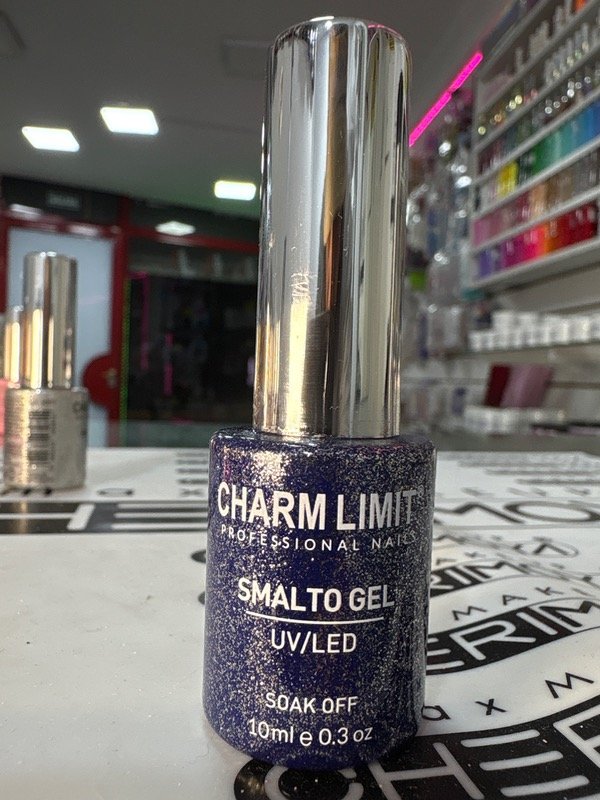 CHARM LIMIT
PROFESSIONAL NAILS
SMALTO GEL
UV/LED
SOAK OFF
10ml e 0.3 oz